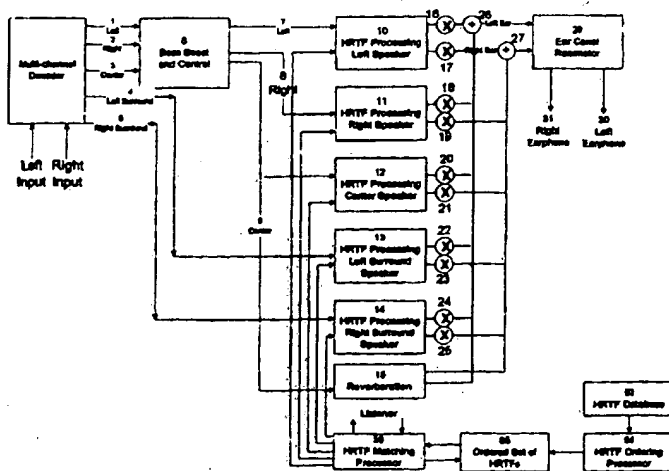 1
Left
2
Right
3
Center
4
Left Surround
5
Right Surround
Multi-channel
Decoder
Left
Input
Right
Input
6
Bass Boost
and Control
7
Left
8
Right
9
Center
10
HRTF Processing
Left Speaker
11
HRTF Processing
Right Speaker
12
HRTF Processing
Center Speaker
13
HRTF Processing
Left Surround
Speaker
14
HRTF Processing
Right Surround
Speaker
15
Reverberation
16
X
17
X
18
X
19
X
20
X
21
X
22
X
23
X
24
X
25
X
26
+
Left Ear
27
+
Right Ear
Ear Canal
Resonator
31
Right
Earphone
30
Left
Earphone
Listener
HRTF Matching
Processor
Ordered Set of
HRTFs
HRTF Database
HRTF Ordering
Processor